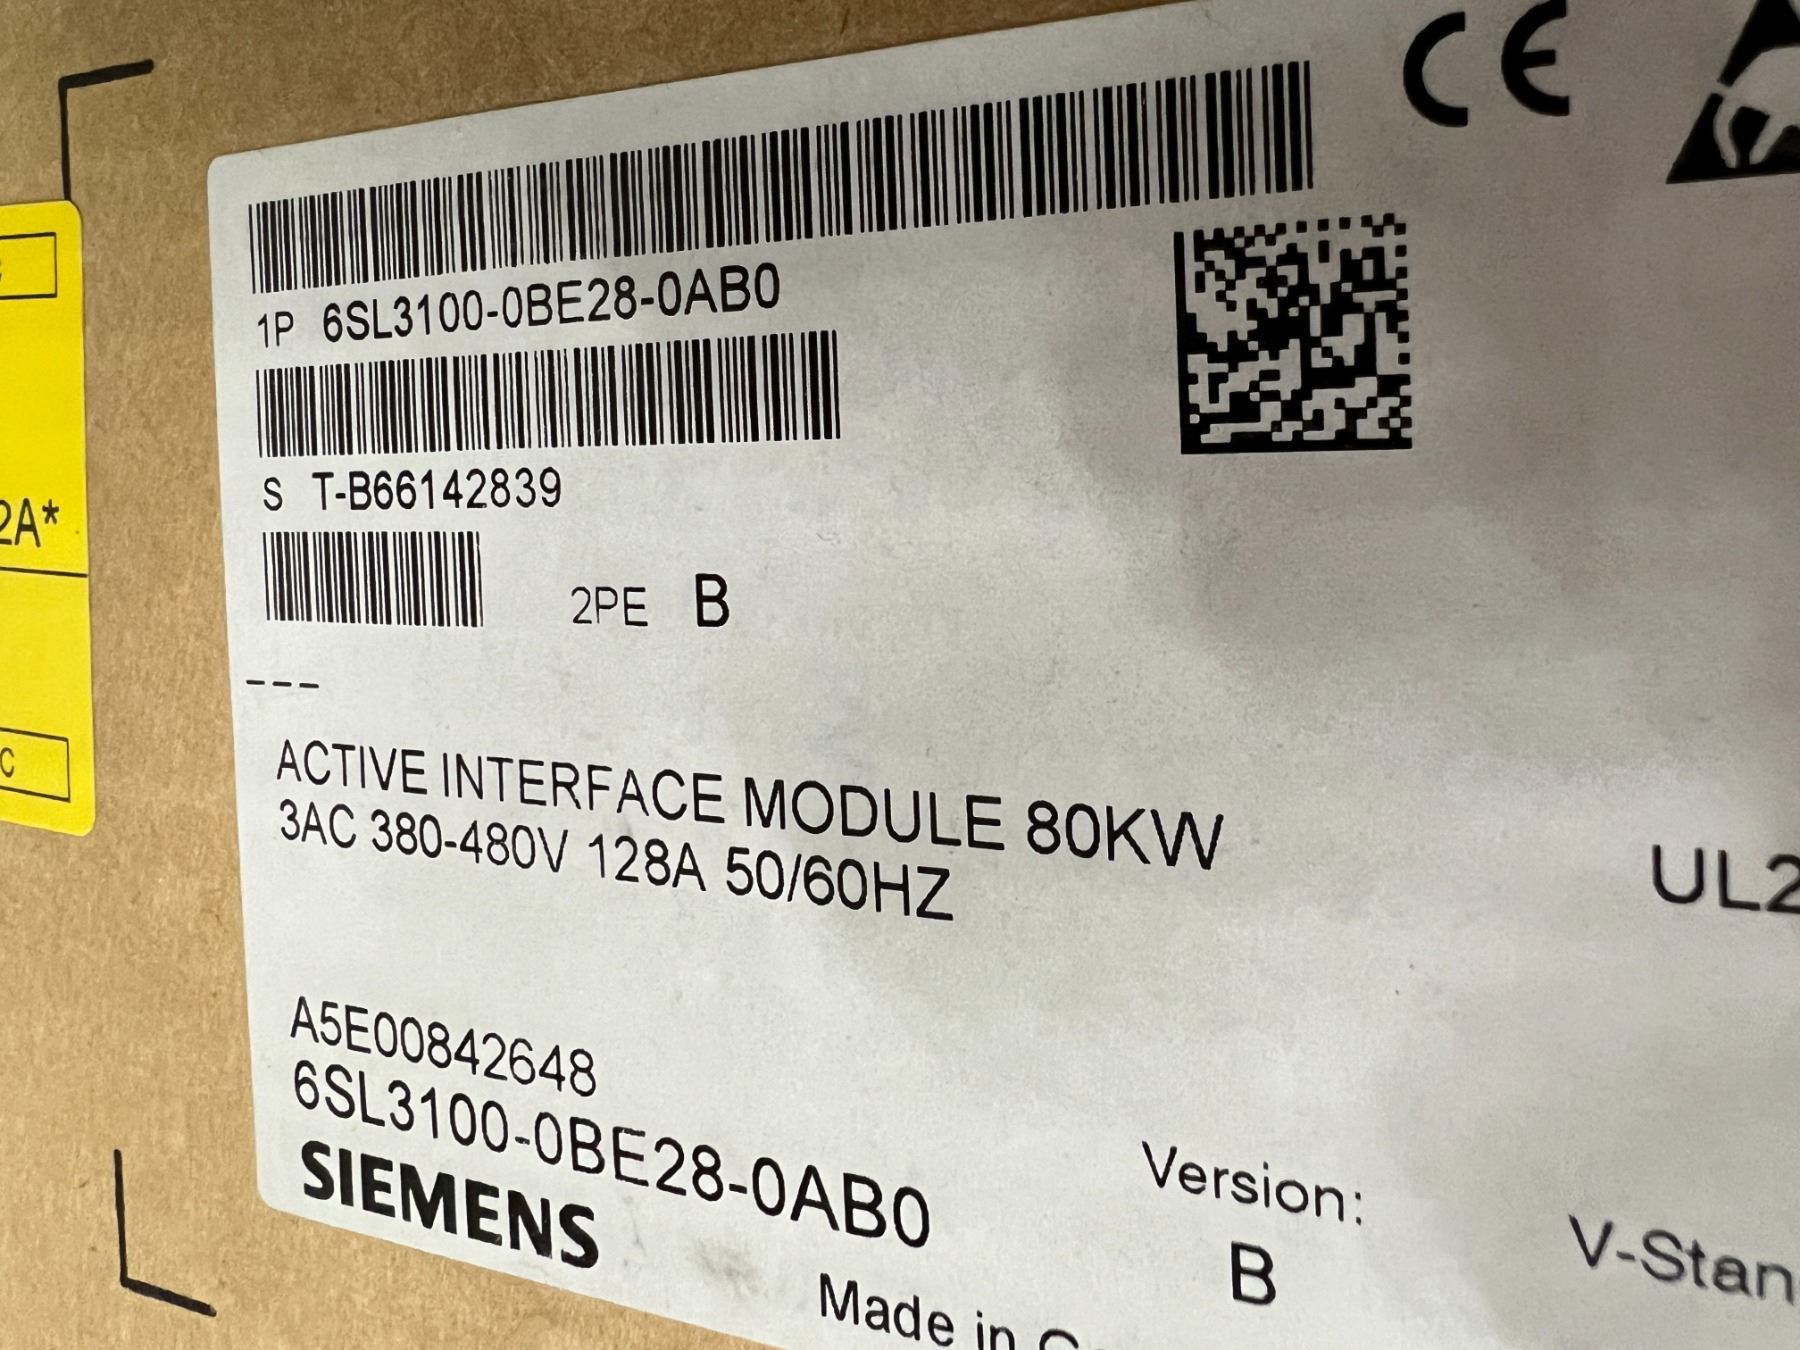 CE
1P 6SL3100-0BE28-0AB0
S T-B66142839
2PE B
---
ACTIVE INTERFACE MODULE 80KW
3AC 380-480V 128A 50/60HZ
UL2
A5E00842648
6SL3100-0BE28-0AB0
SIEMENS
Version:
B
V-Stan
Made in
2A*
C